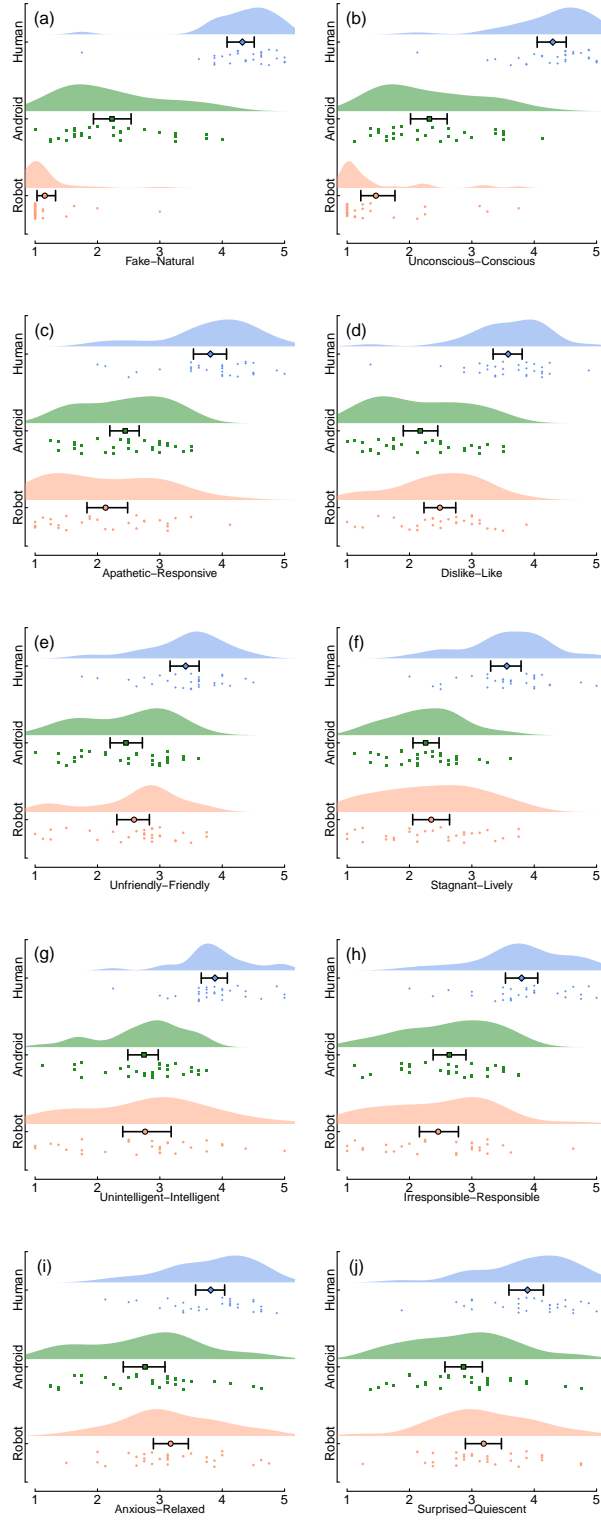 (a)
Human
Android
Robot
1 2 3 4 5
Fake−Natural
(b)
Human
Android
Robot
1 2 3 4 5
Unconscious−Conscious
(c)
Human
Android
Robot
1 2 3 4 5
Apathetic−Responsive
(d)
Human
Android
Robot
1 2 3 4 5
Dislike−Like
(e)
Human
Android
Robot
1 2 3 4 5
Unfriendly−Friendly
(f)
Human
Android
Robot
1 2 3 4 5
Stagnant−Lively
(g)
Human
Android
Robot
1 2 3 4 5
Unintelligent−Intelligent
(h)
Human
Android
Robot
1 2 3 4 5
Irresponsible−Responsible
(i)
Human
Android
Robot
1 2 3 4 5
Anxious−Relaxed
(j)
Human
Android
Robot
1 2 3 4 5
Surprised−Quiescent